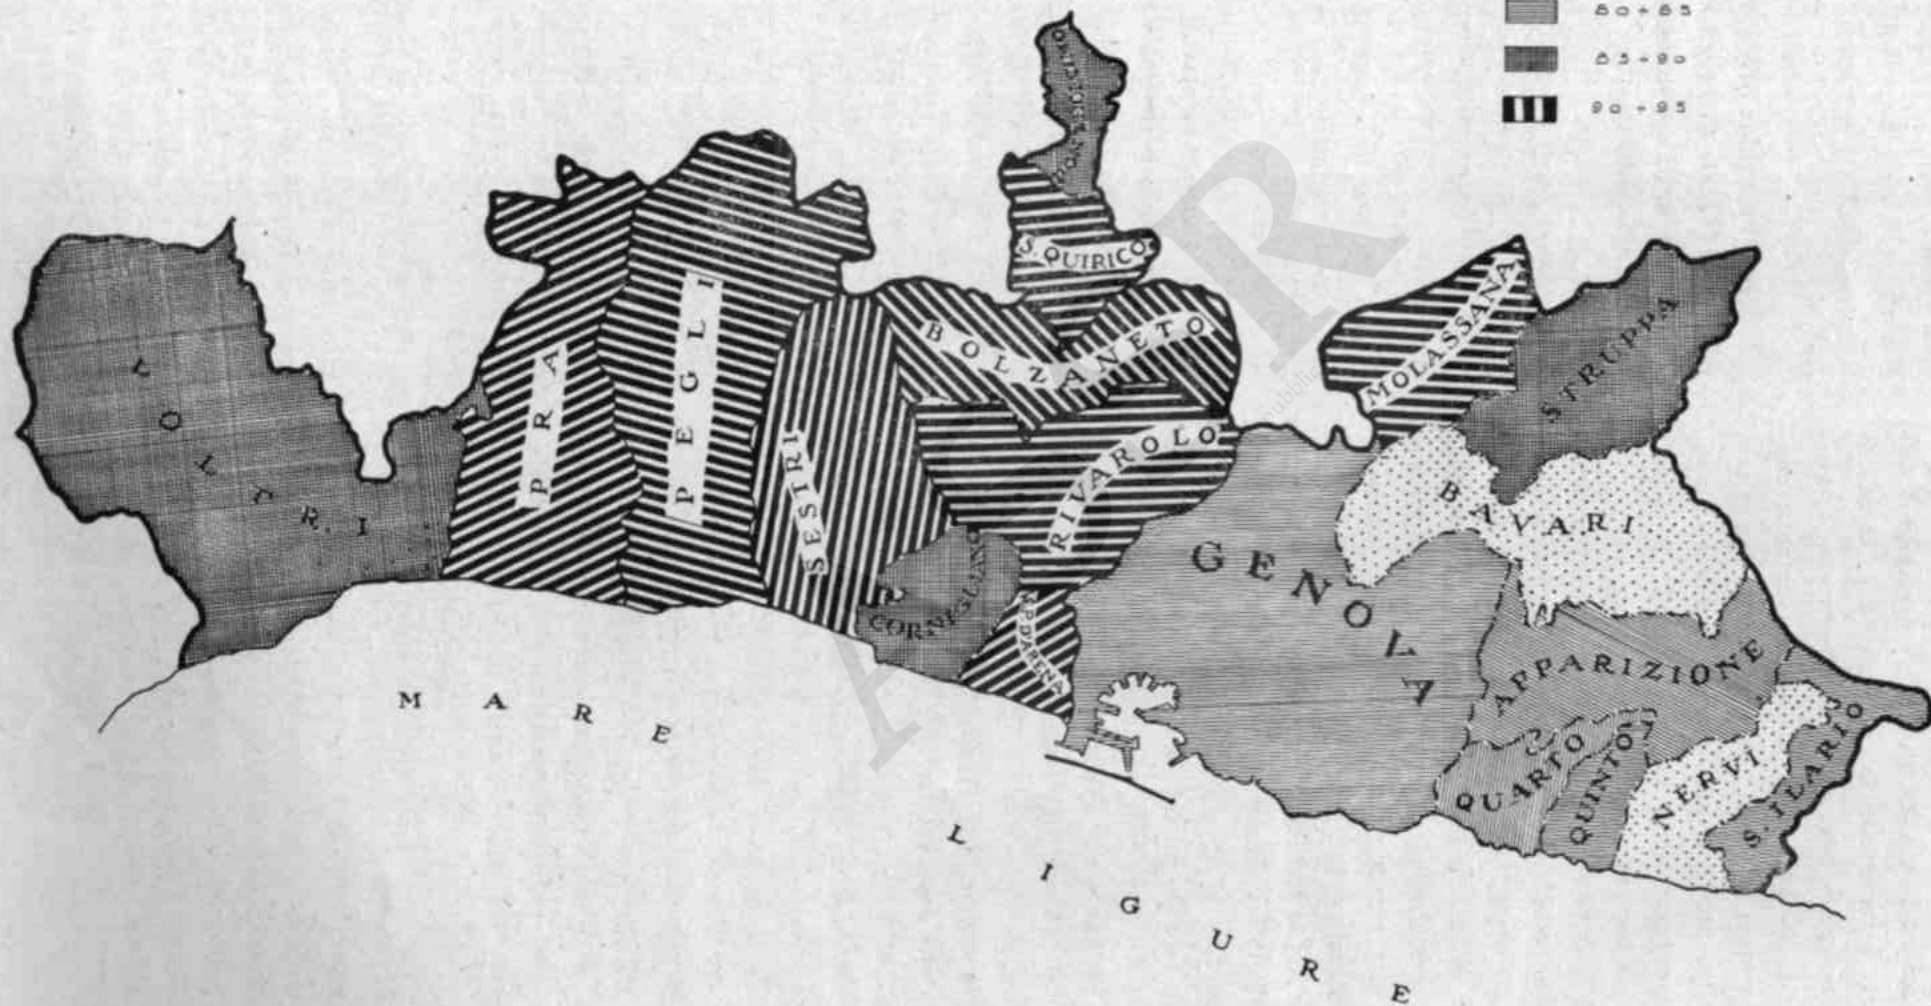 80 ÷ 85
85 ÷ 90
90 ÷ 95
S. QUIRICO
MOLASSANA
STRUPPA
BOLZANETO
VOLTRI
PRA
PEGLI
SESTRI
RIVAROLO
BAVARI
GENOVA
CORNIGLIANO
S.P.D'ARENA
APPARIZIONE
QUARTO
QUINTO
NERVI
S. ILARIO
MARE
LIGURE